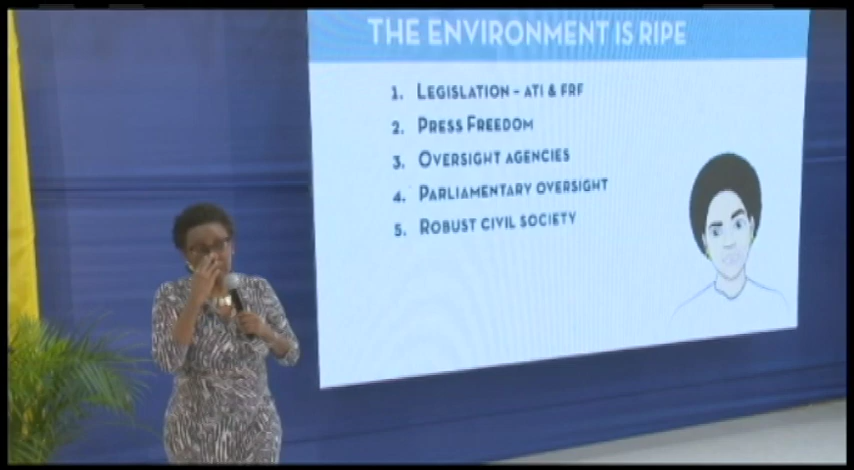 THE ENVIRONMENT IS RIPE
1. LEGISLATION – ATI & FRF
2. PRESS FREEDOM
3. OVERSIGHT AGENCIES
4. PARLIAMENTARY OVERSIGHT
5. ROBUST CIVIL SOCIETY